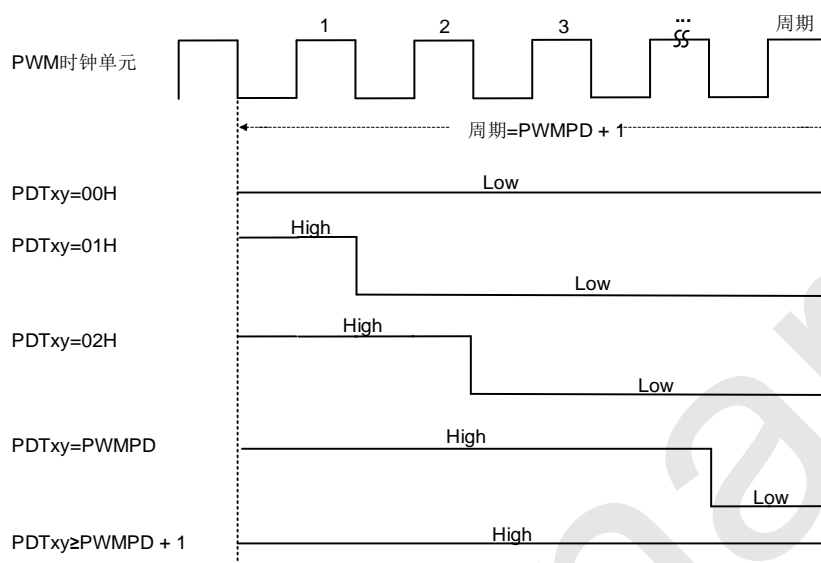 1 2 3 ... 周期
PWM时钟单元
周期=PWMPD + 1
PDTxy=00H
Low
PDTxy=01H
High
Low
PDTxy=02H
High
Low
PDTxy=PWMPD
High
Low
PDTxy≥PWMPD + 1
High